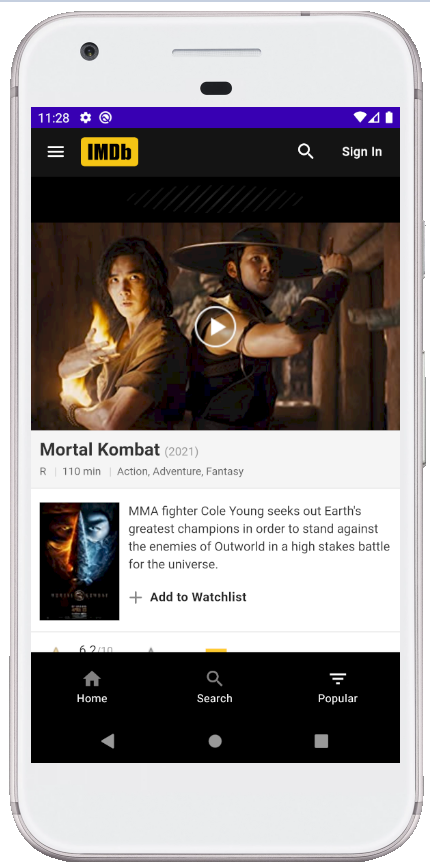 11:28
IMDb
Sign In
Mortal Kombat (2021)
R 110 min Action, Adventure, Fantasy
MMA fighter Cole Young seeks out Earth's
greatest champions in order to stand against
the enemies of Outworld in a high stakes battle
for the universe.
MORTAL KOMBAT
+ Add to Watchlist
6.2/10
Home
Search
Popular